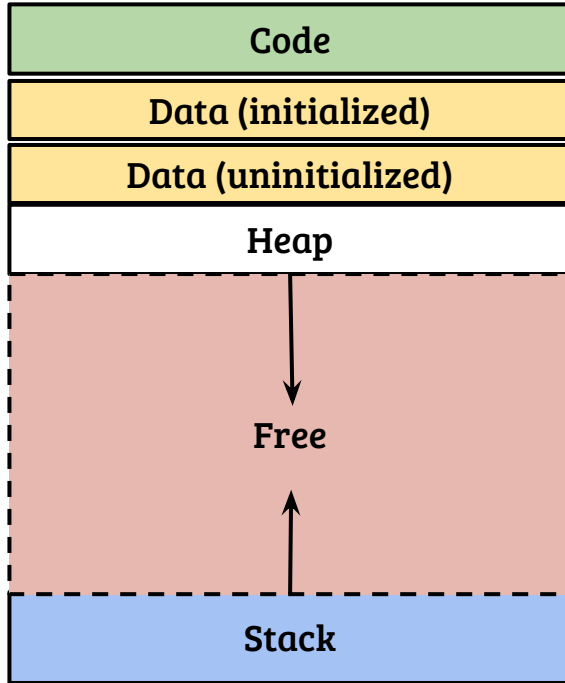 Code
Data (initialized)
Data (uninitialized)
Heap
Free
Stack